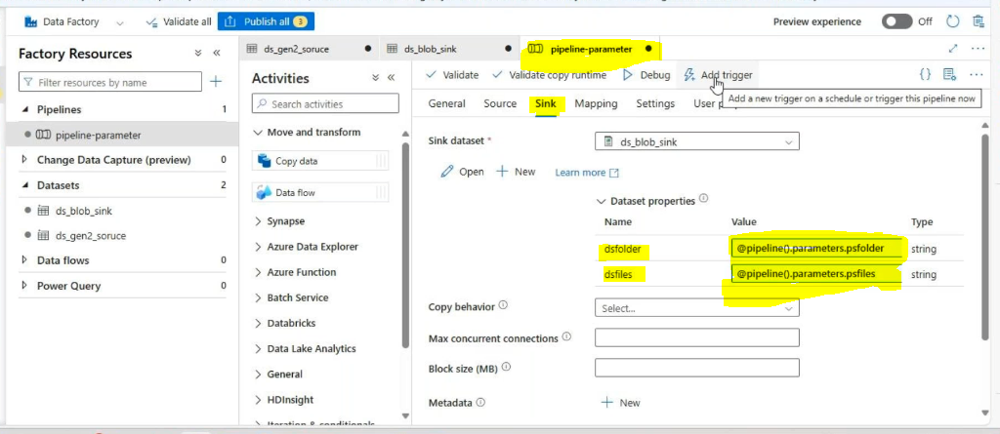 Data Factory
Validate all
Publish all 3
Preview experience
Off
Factory Resources
Filter resources by name
Pipelines 1
pipeline-parameter
Change Data Capture (preview) 0
Datasets 2
ds_blob_sink
ds_gen2_soruce
Data flows 0
Power Query 0
ds_gen2_soruce
ds_blob_sink
pipeline-parameter
Activities
Search activities
Move and transform
Copy data
Data flow
Synapse
Azure Data Explorer
Azure Function
Batch Service
Databricks
Data Lake Analytics
General
HDInsight
Iteration & conditionals
Validate
Validate copy runtime
Debug
Add trigger
Add a new trigger on a schedule or trigger this pipeline now
General
Source
Sink
Mapping
Settings
User
Sink dataset *
ds_blob_sink
Open
New
Learn more
Dataset properties
Name Value Type
dsfolder @pipeline().parameters.psfolder string
dsfiles @pipeline().parameters.psfiles string
Copy behavior
Select...
Max concurrent connections
Block size (MB)
Metadata
New